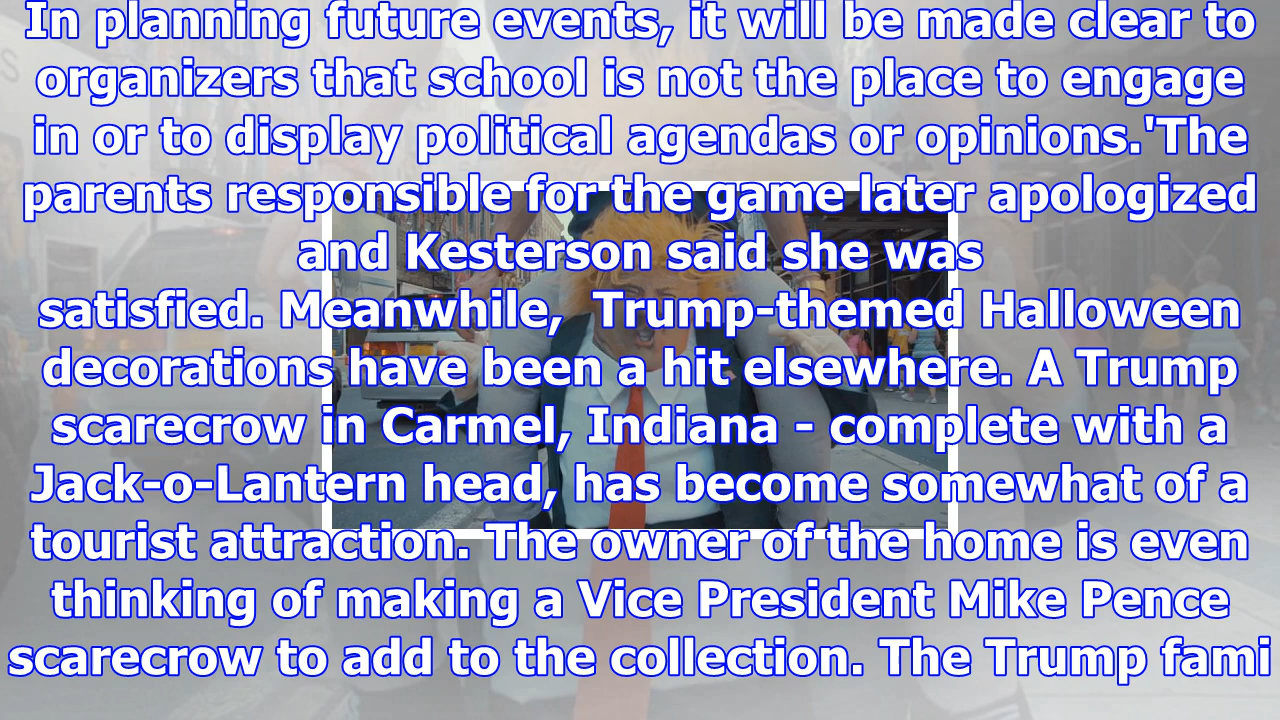 In planning future events, it will be made clear to
organizers that school is not the place to engage
in or to display political agendas or opinions.'The
parents responsible for the game later apologized
and Kesterson said she was
satisfied. Meanwhile,  Trump-themed Halloween
decorations have been a hit elsewhere. A Trump
scarecrow in Carmel, Indiana - complete with a
Jack-o-Lantern head, has become somewhat of a
tourist attraction. The owner of the home is even
thinking of making a Vice President Mike Pence
scarecrow to add to the collection. The Trump fami